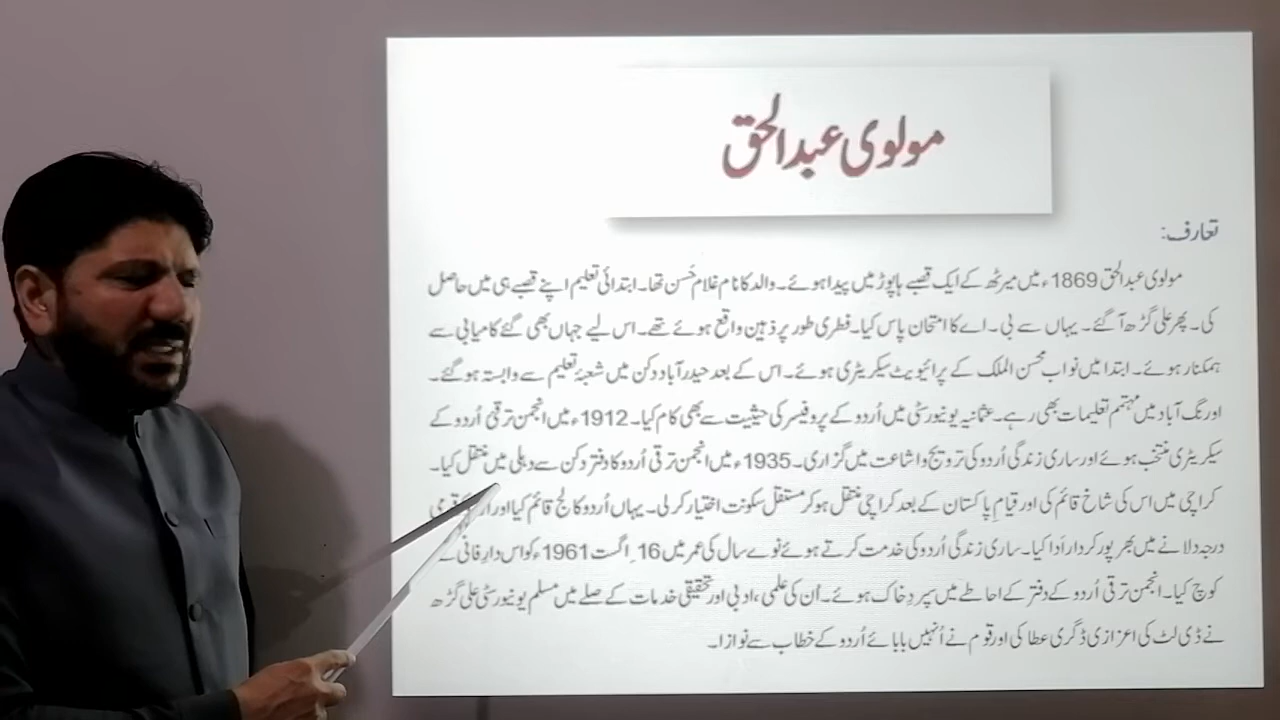 مولوی عبدالحق
تعارف:
مولوی عبدالحق 1869ء میں میرٹھ کے ایک قصبے ہاپوڑ میں پیدا ہوئے۔ والد کا نام غلام حَسن تھا۔ ابتدائی تعلیم اپنے قصبے ہی میں حاصل
کی۔ پھر علی گڑھ آ گئے۔ یہاں سے بی۔ اے کا امتحان پاس کیا۔ فطری طور پر ذہین واقع ہوئے تھے۔ اس لیے جہاں بھی گئے کامیابی سے
ہمکنار ہوئے۔ ابتدا میں نواب محسن الملک کے پرائیویٹ سیکریٹری ہوئے۔ اس کے بعد حیدر آباد دکن میں شعبۂ تعلیم سے وابستہ ہو گئے۔
اورنگ آباد میں مہتمم تعلیمات بھی رہے۔ عثمانیہ یونیورسٹی میں اُردو کے پروفیسر کی حیثیت سے بھی کام کیا۔ 1912ء میں انجمن ترقیٔ اُردو کے
سیکریٹری منتخب ہوئے اور ساری زندگی اُردو کی ترویج و اشاعت میں گزاری۔ 1935ء میں انجمن ترقی اُردو کا دفتر دکن سے دہلی میں منتقل کیا۔
کراچی میں اس کی شاخ قائم کی اور قیامِ پاکستان کے بعد کراچی منتقل ہو کر مستقل سکونت اختیار کر لی۔ یہاں اُردو کالج قائم کیا اور
درجہ دلانے میں بھر پور کردار اَدا کیا۔ ساری زندگی اُردو کی خدمت کرتے ہوئے نوے سال کی عمر میں 16۔ اگست 1961ء کو اس دارِ فانی سے
کوچ کیا۔ انجمن ترقی اُردو کے دفتر کے احاطے میں سپردِ خاک ہوئے۔ اُن کی علمی، ادبی اور تحقیقی خدمات کے صلے میں مسلم یونیورسٹی علی گڑھ
نے ڈی لٹ کی اعزازی ڈگری عطا کی اور قوم نے اُنہیں بابائے اُردو کے خطاب سے نوازا۔